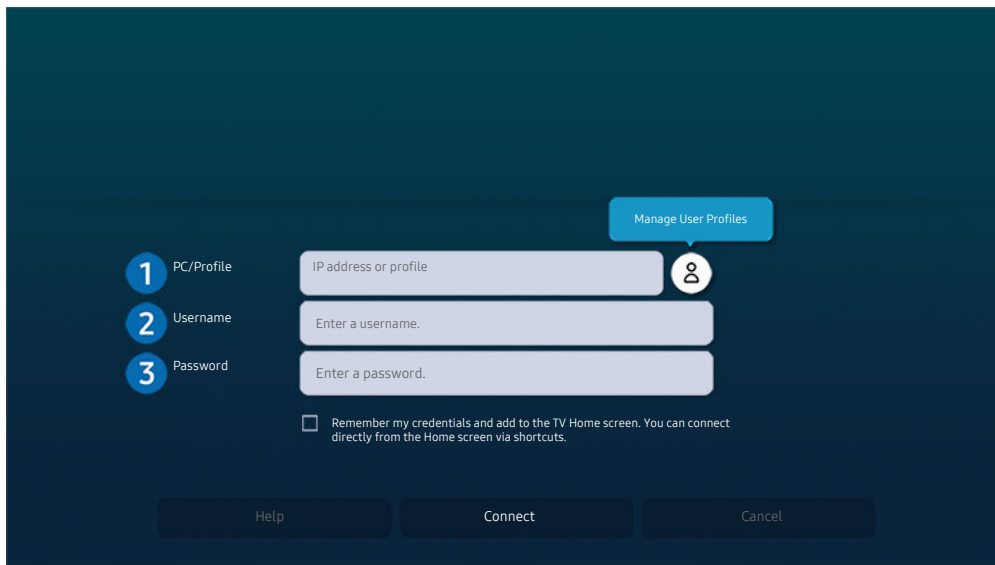 Manage User Profiles
1 PC/Profile IP address or profile
2 Username Enter a username.
3 Password Enter a password.
Remember my credentials and add to the TV Home screen. You can connect
directly from the Home screen via shortcuts.
Help Connect Cancel